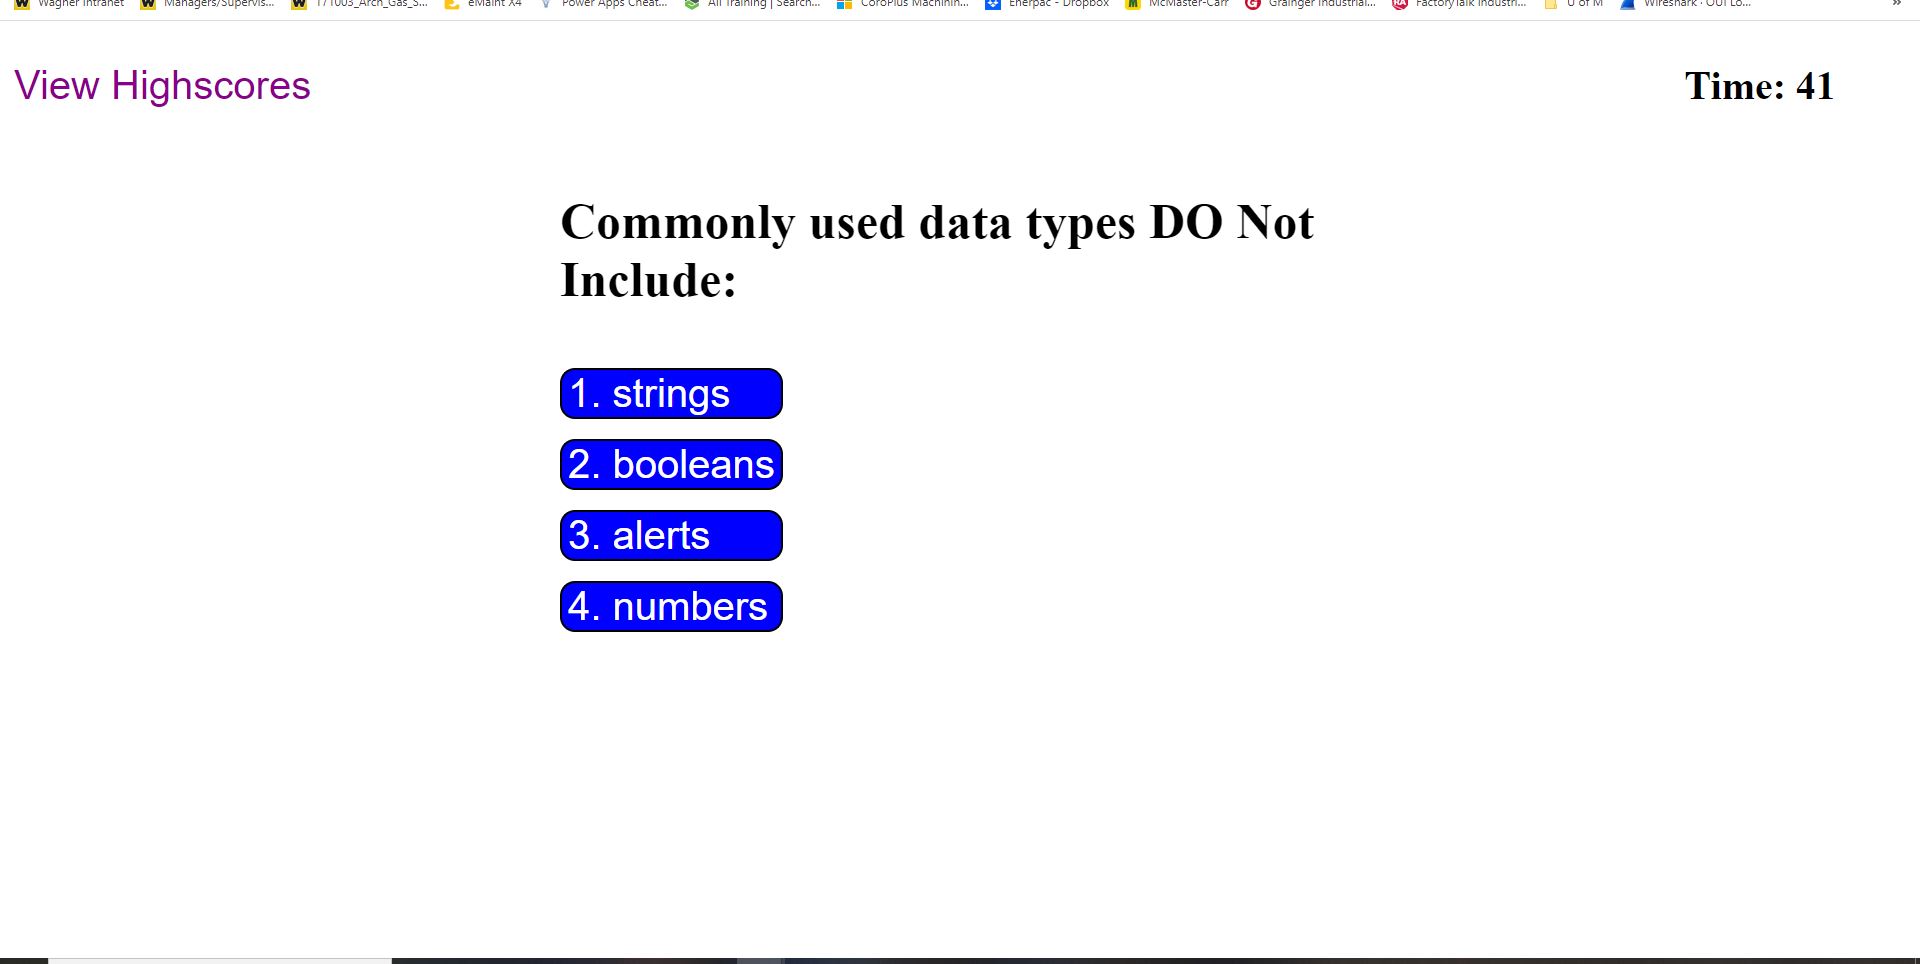 Wagner Intranet Managers/Supervis... 171003_Arch_Gas_S... eMaint X4 Power Apps Cheat... All Training | Search... CoroPlus Machinin... Enerpac - Dropbox McMaster-Carr Grainger Industrial... FactoryTalk Industri... U of M Wireshark · OUI Lo... »
View Highscores
Time: 41
Commonly used data types DO Not
Include:
1. strings
2. booleans
3. alerts
4. numbers